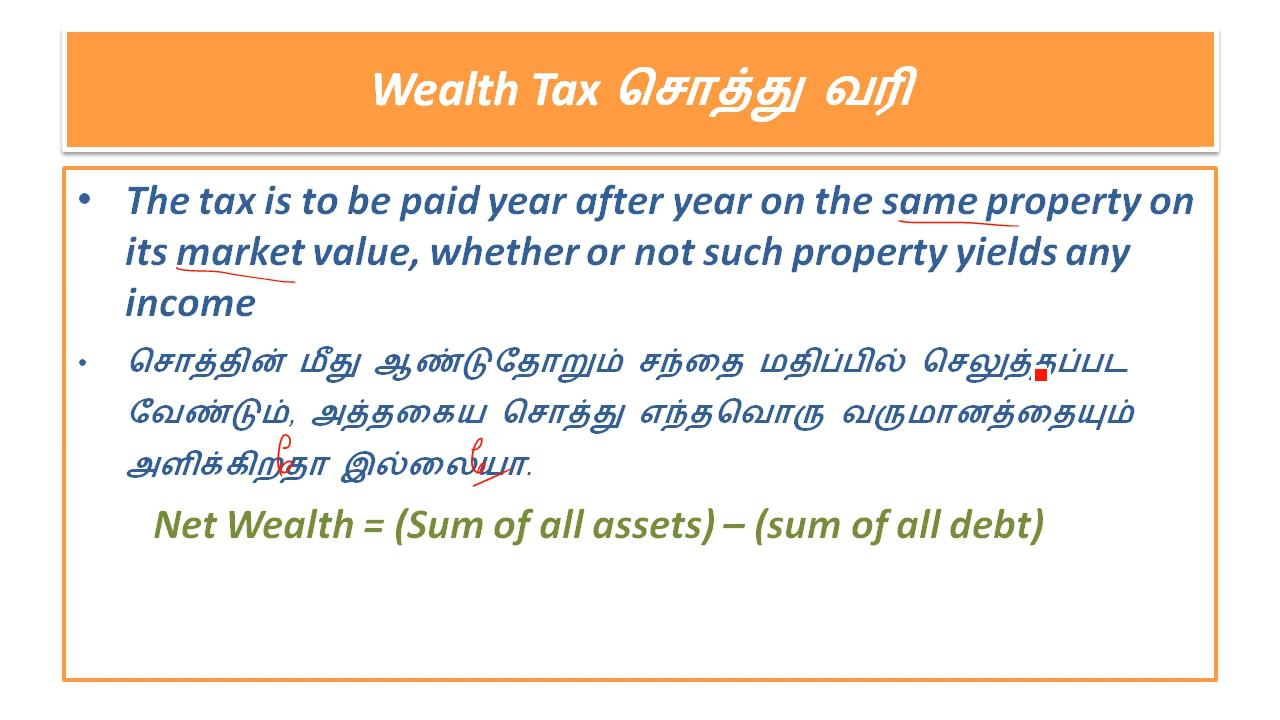 Wealth Tax சொத்து வரி
• The tax is to be paid year after year on the same property on
its market value, whether or not such property yields any
income
• சொத்தின் மீது ஆண்டுதோறும் சந்தை மதிப்பில் செலுத்தப்பட
வேண்டும், அத்தகைய சொத்து எந்தவொரு வருமானத்தையும்
அளிக்கிறதா இல்லையா.
Net Wealth = (Sum of all assets) – (sum of all debt)